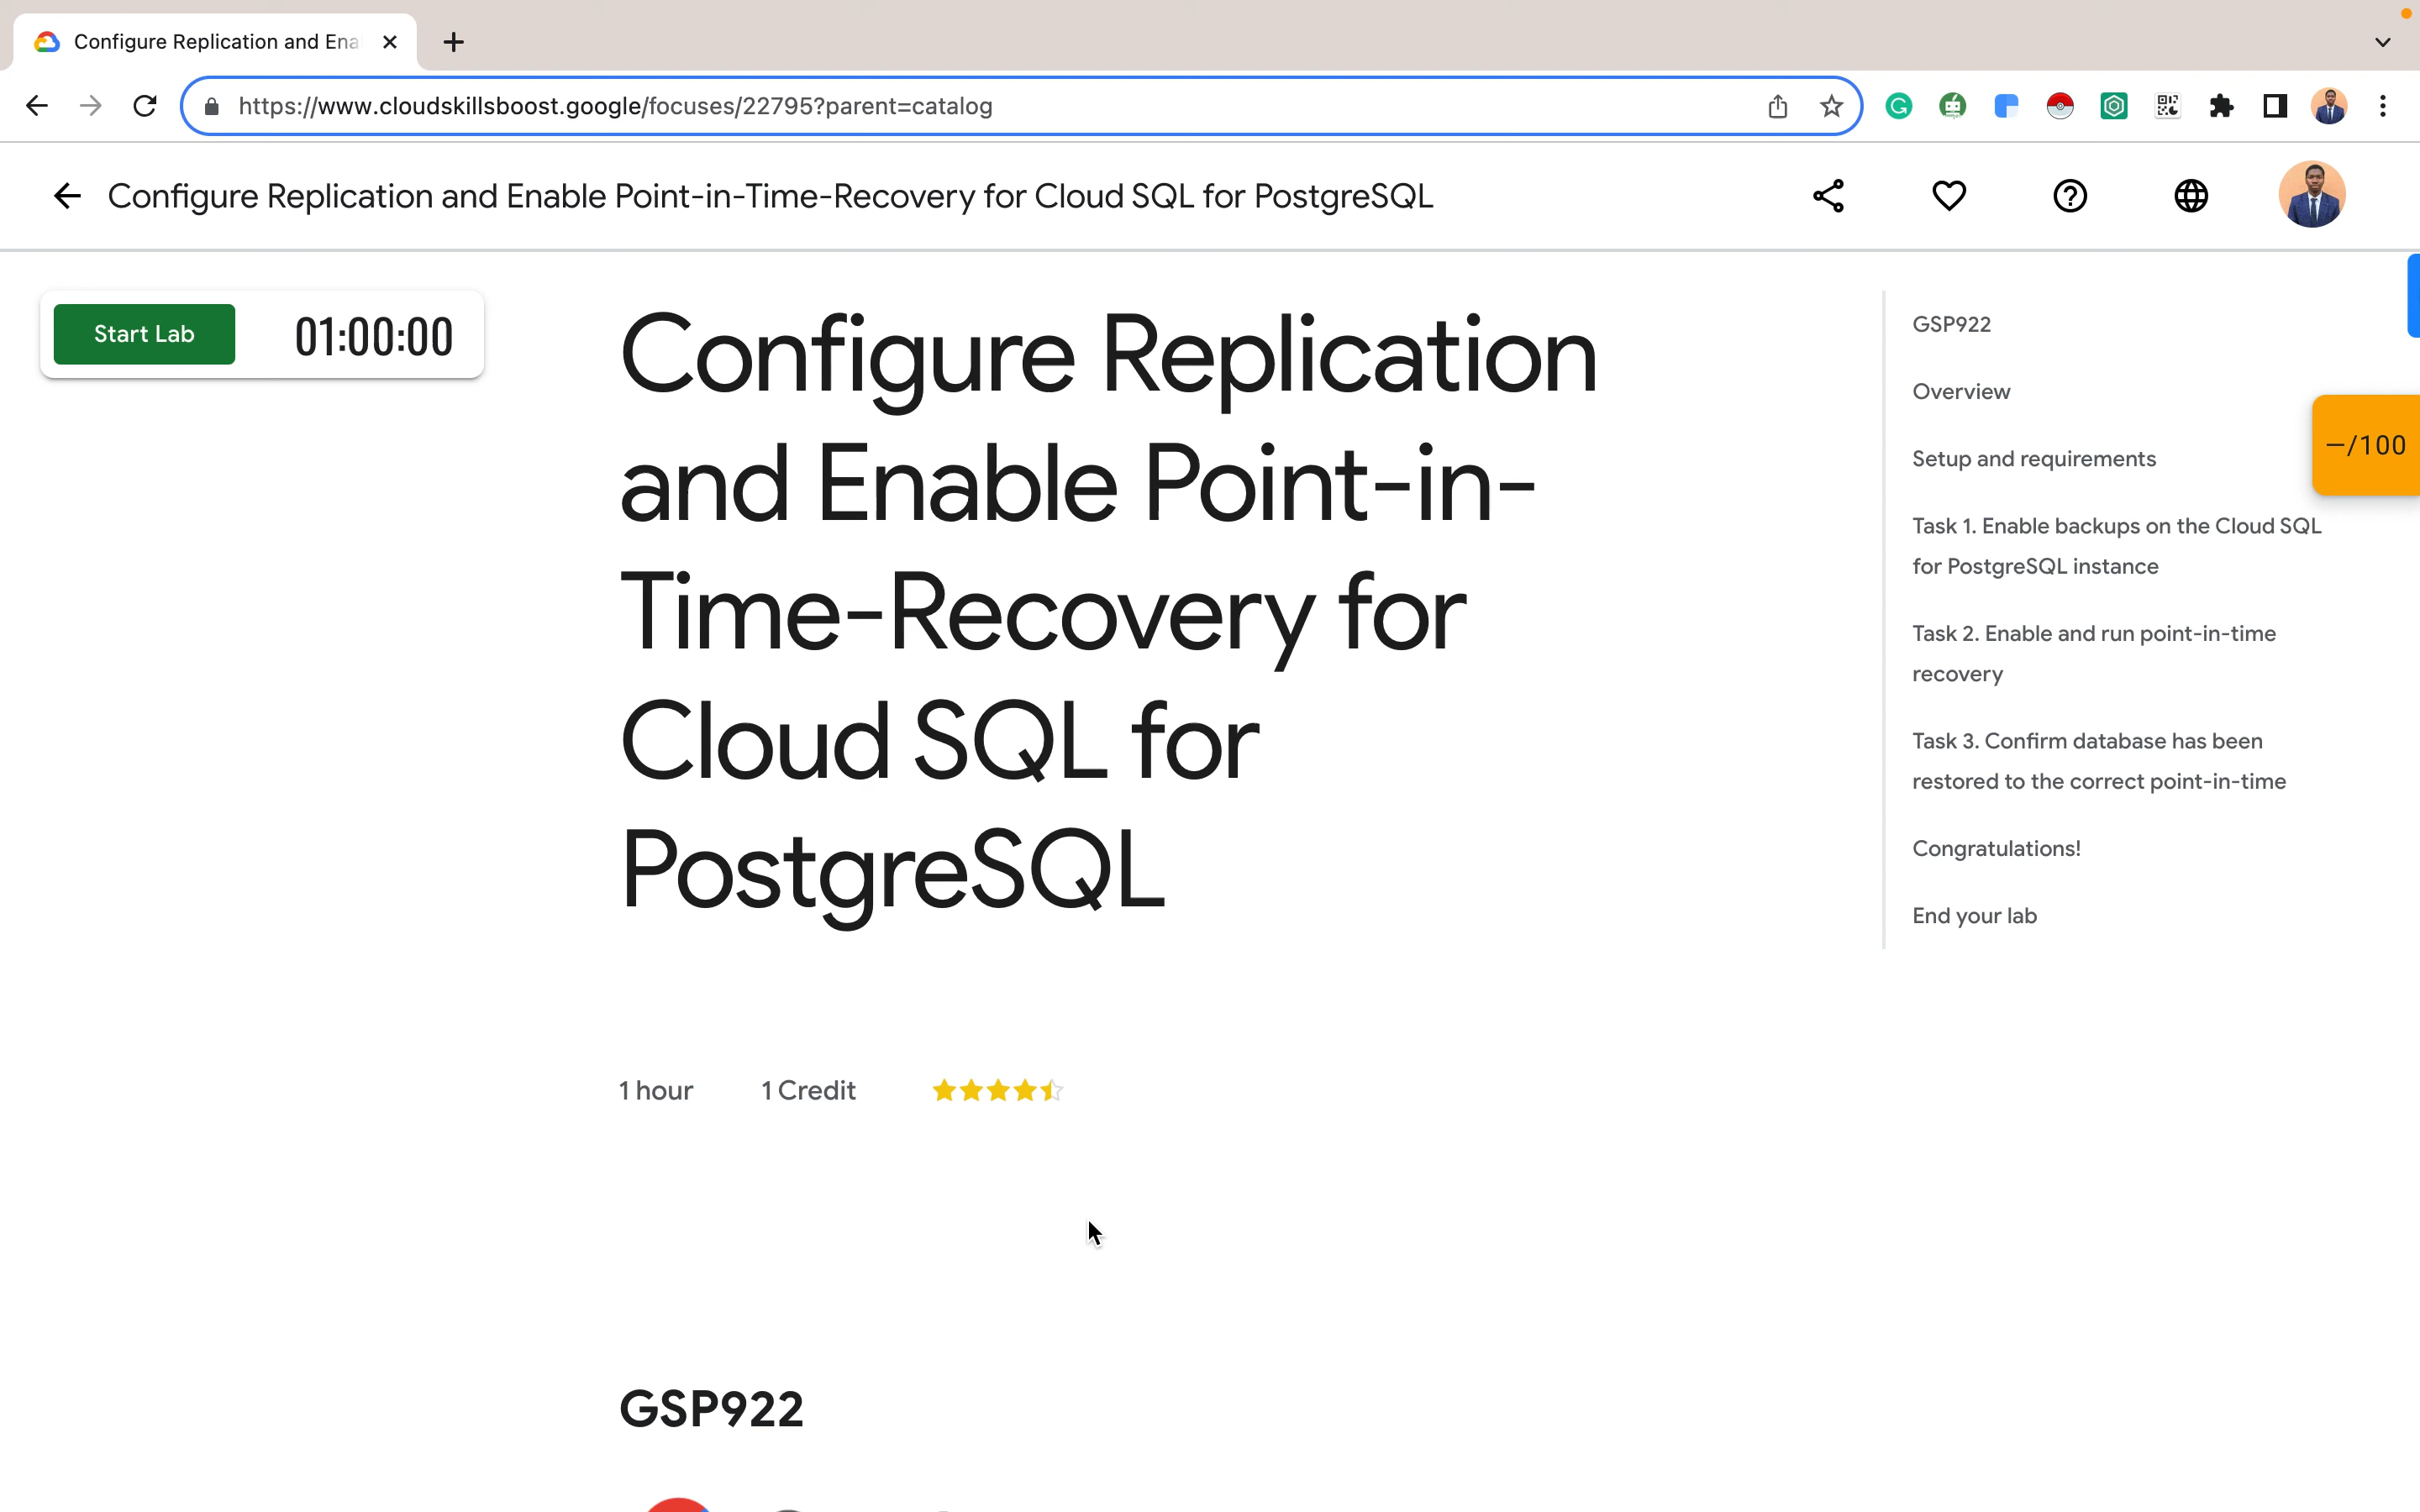 Configure Replication and Ena
https://www.cloudskillsboost.google/focuses/22795?parent=catalog
Configure Replication and Enable Point-in-Time-Recovery for Cloud SQL for PostgreSQL
Start Lab
01:00:00
Configure Replication
and Enable Point-in-
Time-Recovery for
Cloud SQL for
PostgreSQL
1 hour
1 Credit
GSP922
GSP922
Overview
Setup and requirements
Task 1. Enable backups on the Cloud SQL
for PostgreSQL instance
Task 2. Enable and run point-in-time
recovery
Task 3. Confirm database has been
restored to the correct point-in-time
Congratulations!
End your lab
—/100